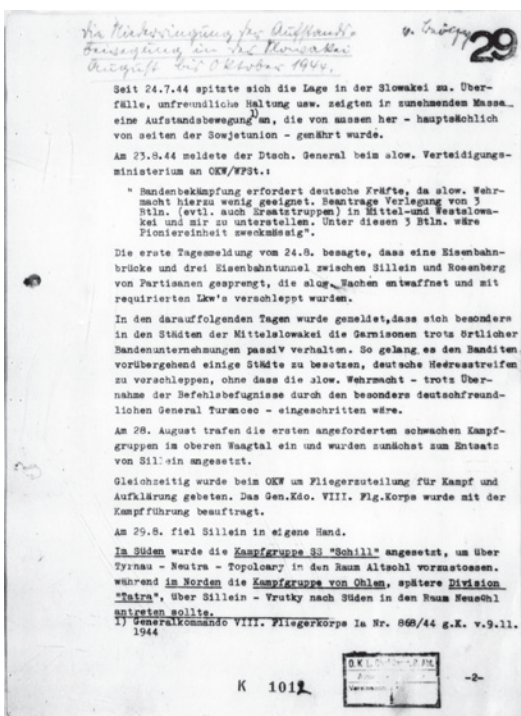 die Niederringung der Aufstands-
bewegung in der Slowakei
August bis Oktober 1944.
29
Seit 24.7.44 spitzte sich die Lage in der Slowakei zu. Über-
fälle, unfreundliche Haltung usw. zeigten in zunehmendem Masse
eine Aufstandsbewegung 1) an, die von aussen her - hauptsächlich
von seiten der Sowjetunion - genährt wurde.
Am 23.8.44 meldete der Dtsch. General beim slow. Verteidigungs-
ministerium an OKW/WFSt.:
" Bandenbekämpfung erfordert deutsche Kräfte, da slow. Wehr-
macht hierzu wenig geeignet. Beantrage Verlegung von 3
Btln. (evtl. auch Ersatztruppen) in Mittel-und Westslowa-
kei und mir zu unterstellen. Unter diesen 3 Btln. wäre
Pioniereinheit zweckmässig".
Die erste Tagesmeldung vom 24.8. besagte, dass eine Eisenbahn-
brücke und drei Eisenbahntunnel zwischen Sillein und Rosenberg
von Partisanen gesprengt, die slow. Wachen entwaffnet und mit
requirierten Lkw's verschleppt wurden.
In den darauffolgenden Tagen wurde gemeldet,dass sich besonders
in den Städten der Mittelslowakei die Garnisonen trotz örtlicher
Bandenunternehmungen passiv verhalten. So gelang es den Banditen,
vorübergehend einige Städte zu besetzen, deutsche Heeresstreifen
zu verschleppen, ohne dass die slow. Wehrmacht - trotz Über-
nahme der Befehlsbefugnisse durch den besonders deutschfreund-
lichen General Turancec - eingeschritten wäre.
Am 28. August trafen die ersten angeforderten schwachen Kampf-
gruppen im oberen Waagtal ein und wurden zunächst zum Entsatz
von Sillein angesetzt.
Gleichzeitig wurde beim OKW um Fliegerzuteilung für Kampf und
Aufklärung gebeten. Das Gen.Kdo. VIII. Flg.Korps wurde mit der
Kampfführung beauftragt.
Am 29.8. fiel Sillein in eigene Hand.
Im Süden wurde die Kampfgruppe SS "Schill" angesetzt, um über
Tyrnau - Neutra - Topolcany in den Raum Altsohl vorzustossen.
während im Norden die Kampfgruppe von Ohlen, spätere Division
"Tatra", über Sillein - Vrutky nach Süden in den Raum Neusohl
antreten sollte.
1) Generalkommando VIII. Fliegerkorps Ia Nr. 868/44 g.K. v.9.11.
1944
K 1012
-2-